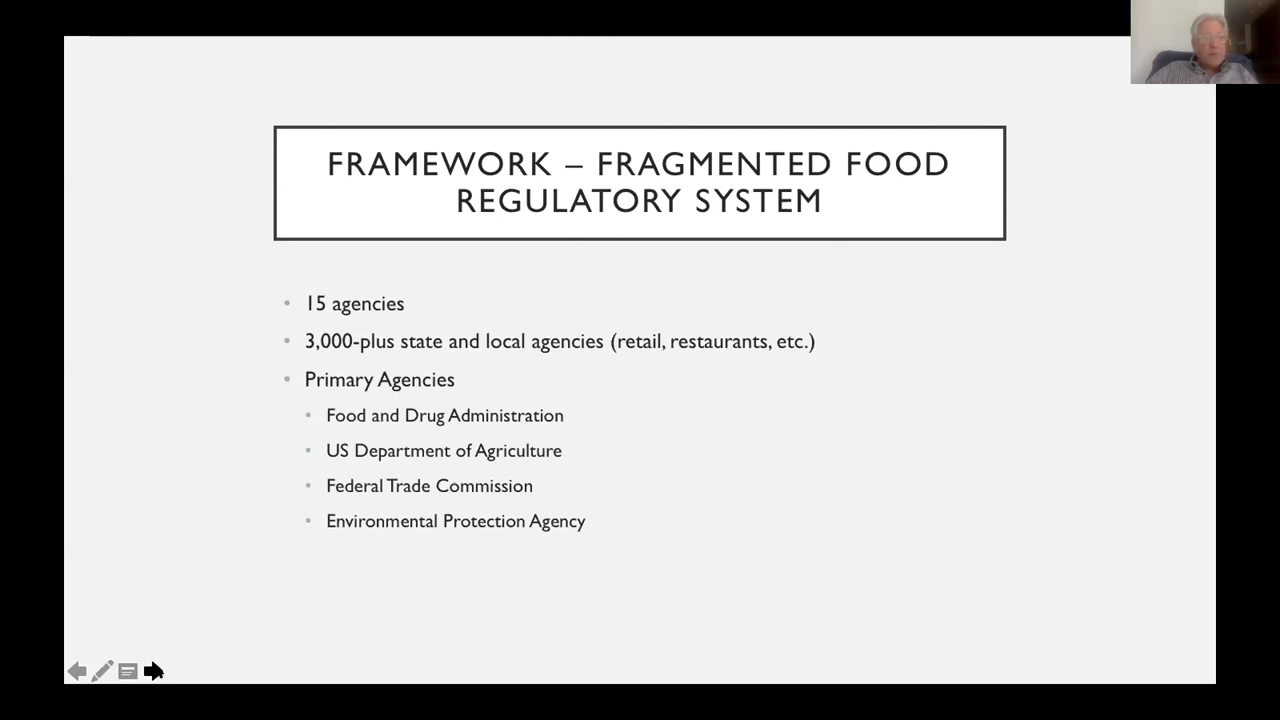 FRAMEWORK – FRAGMENTED FOOD
REGULATORY SYSTEM
• 15 agencies
• 3,000-plus state and local agencies (retail, restaurants, etc.)
• Primary Agencies
• Food and Drug Administration
• US Department of Agriculture
• Federal Trade Commission
• Environmental Protection Agency